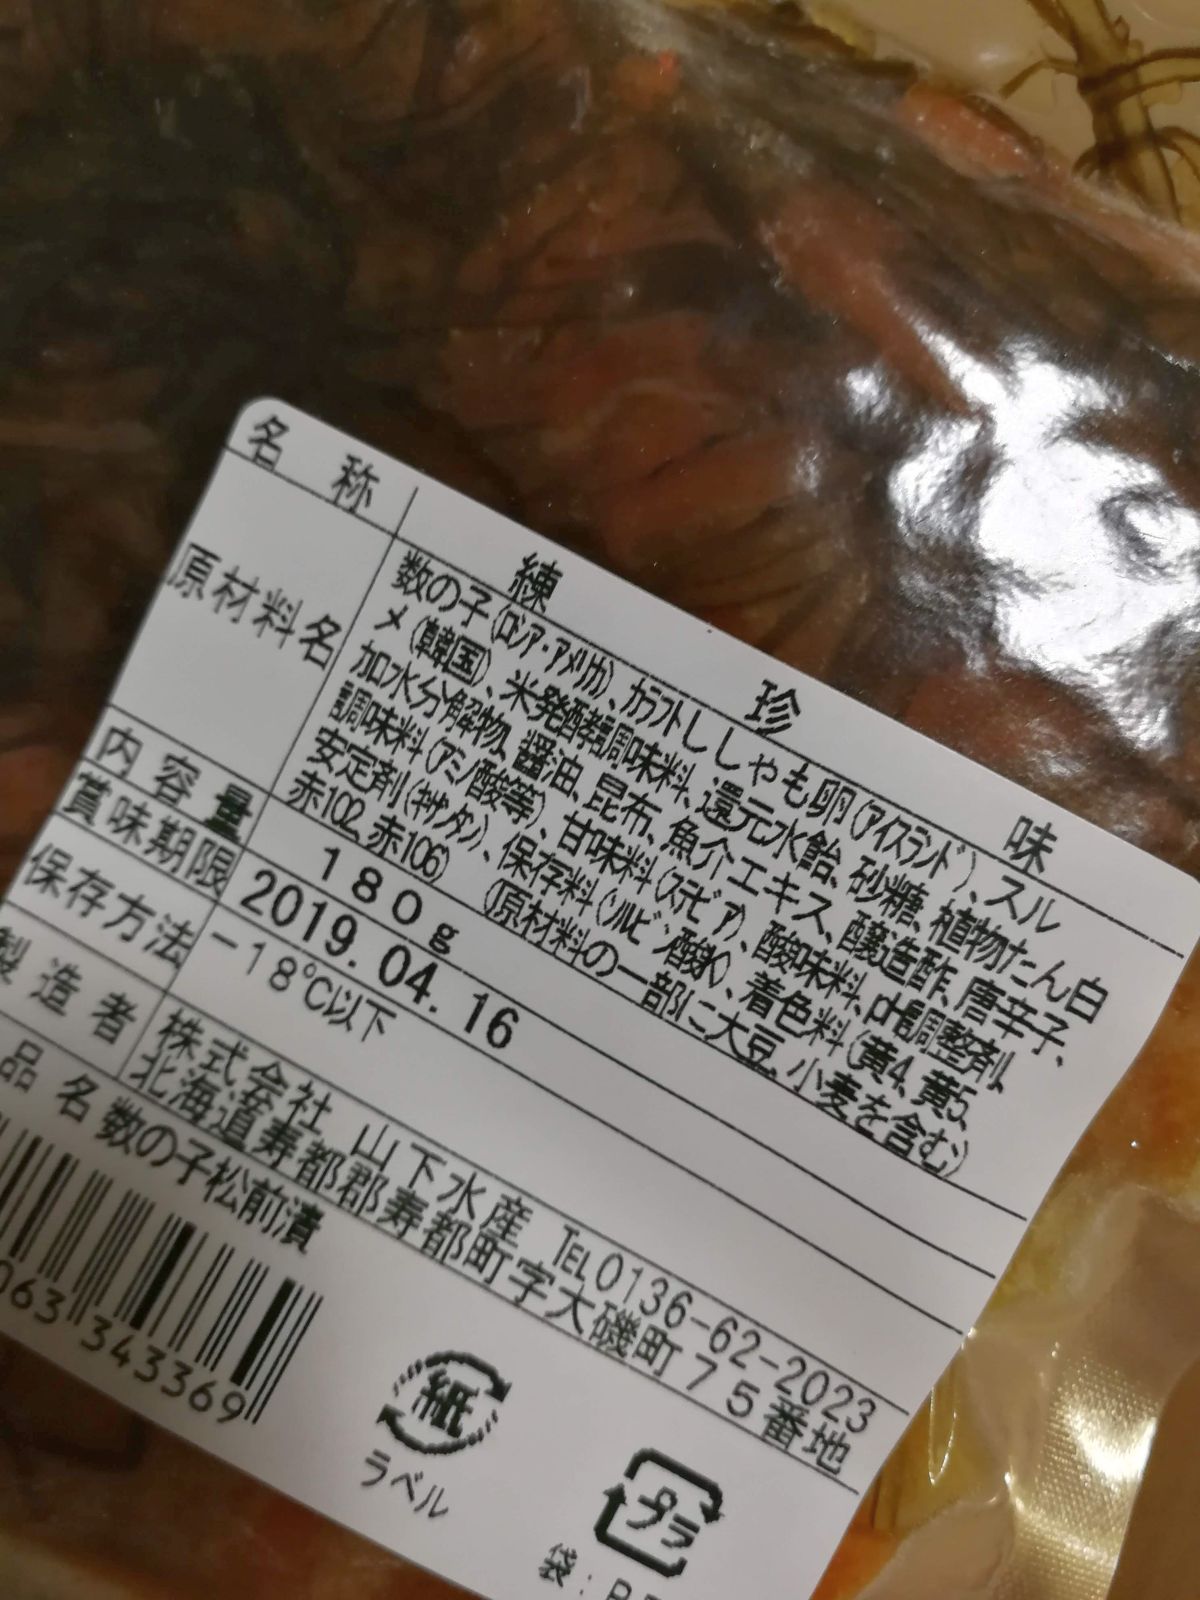 名称 練珍味
原材料名 数の子(ロシア・アメリカ)、カラフトししゃも卵(アイスランド)、スル
メ(韓国)、米発酵調味料、還元水飴、砂糖、植物たん白
加水分解物、醤油、昆布、魚介エキス、醸造酢、唐辛子、
調味料(アミノ酸等)、甘味料(ステビア)、酸味料、pH調整剤、
安定剤(キサンタン)、保存料(ソルビン酸K)、着色料(黄4、黄5、
赤102、赤106) (原材料の一部に大豆、小麦を含む)
内容量 180g
賞味期限 2019.04.16
保存方法 -18℃以下
製造者 株式会社 山下水産 TEL0136-62-2023
北海道寿都郡寿都町字大磯町75番地
品名 数の子松前漬
063 343369
紙
ラベル
プラ
袋: